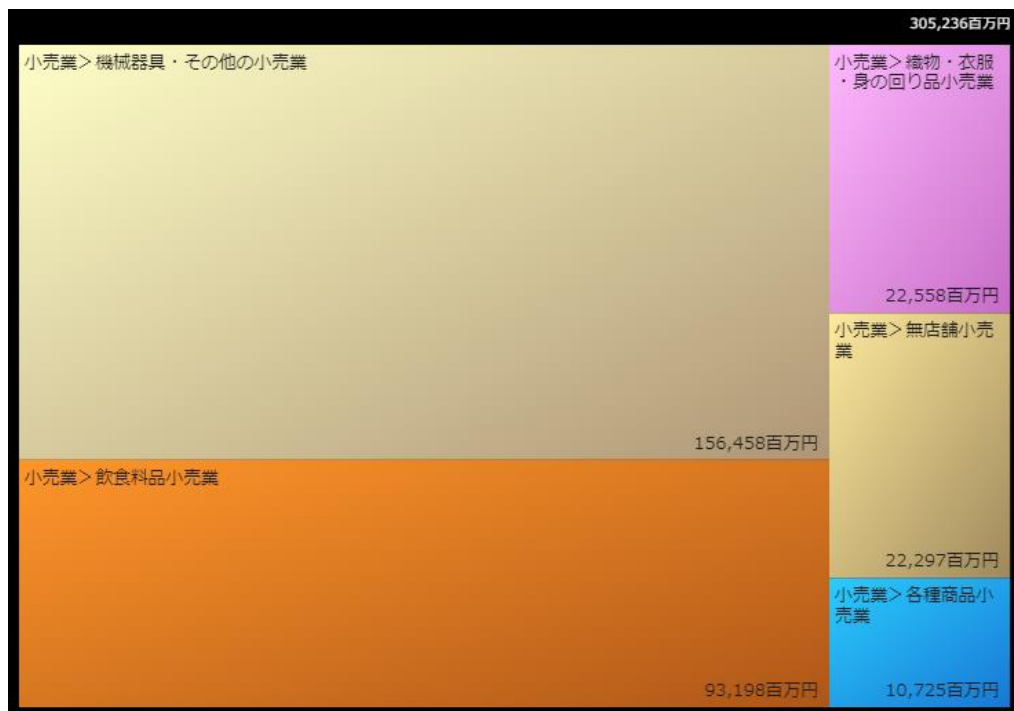 305,236百万円
小売業＞機械器具・その他の小売業
156,458百万円
小売業＞飲食料品小売業
93,198百万円
小売業＞織物・衣服
・身の回り品小売業
22,558百万円
小売業＞無店舗小売
業
22,297百万円
小売業＞各種商品小
売業
10,725百万円